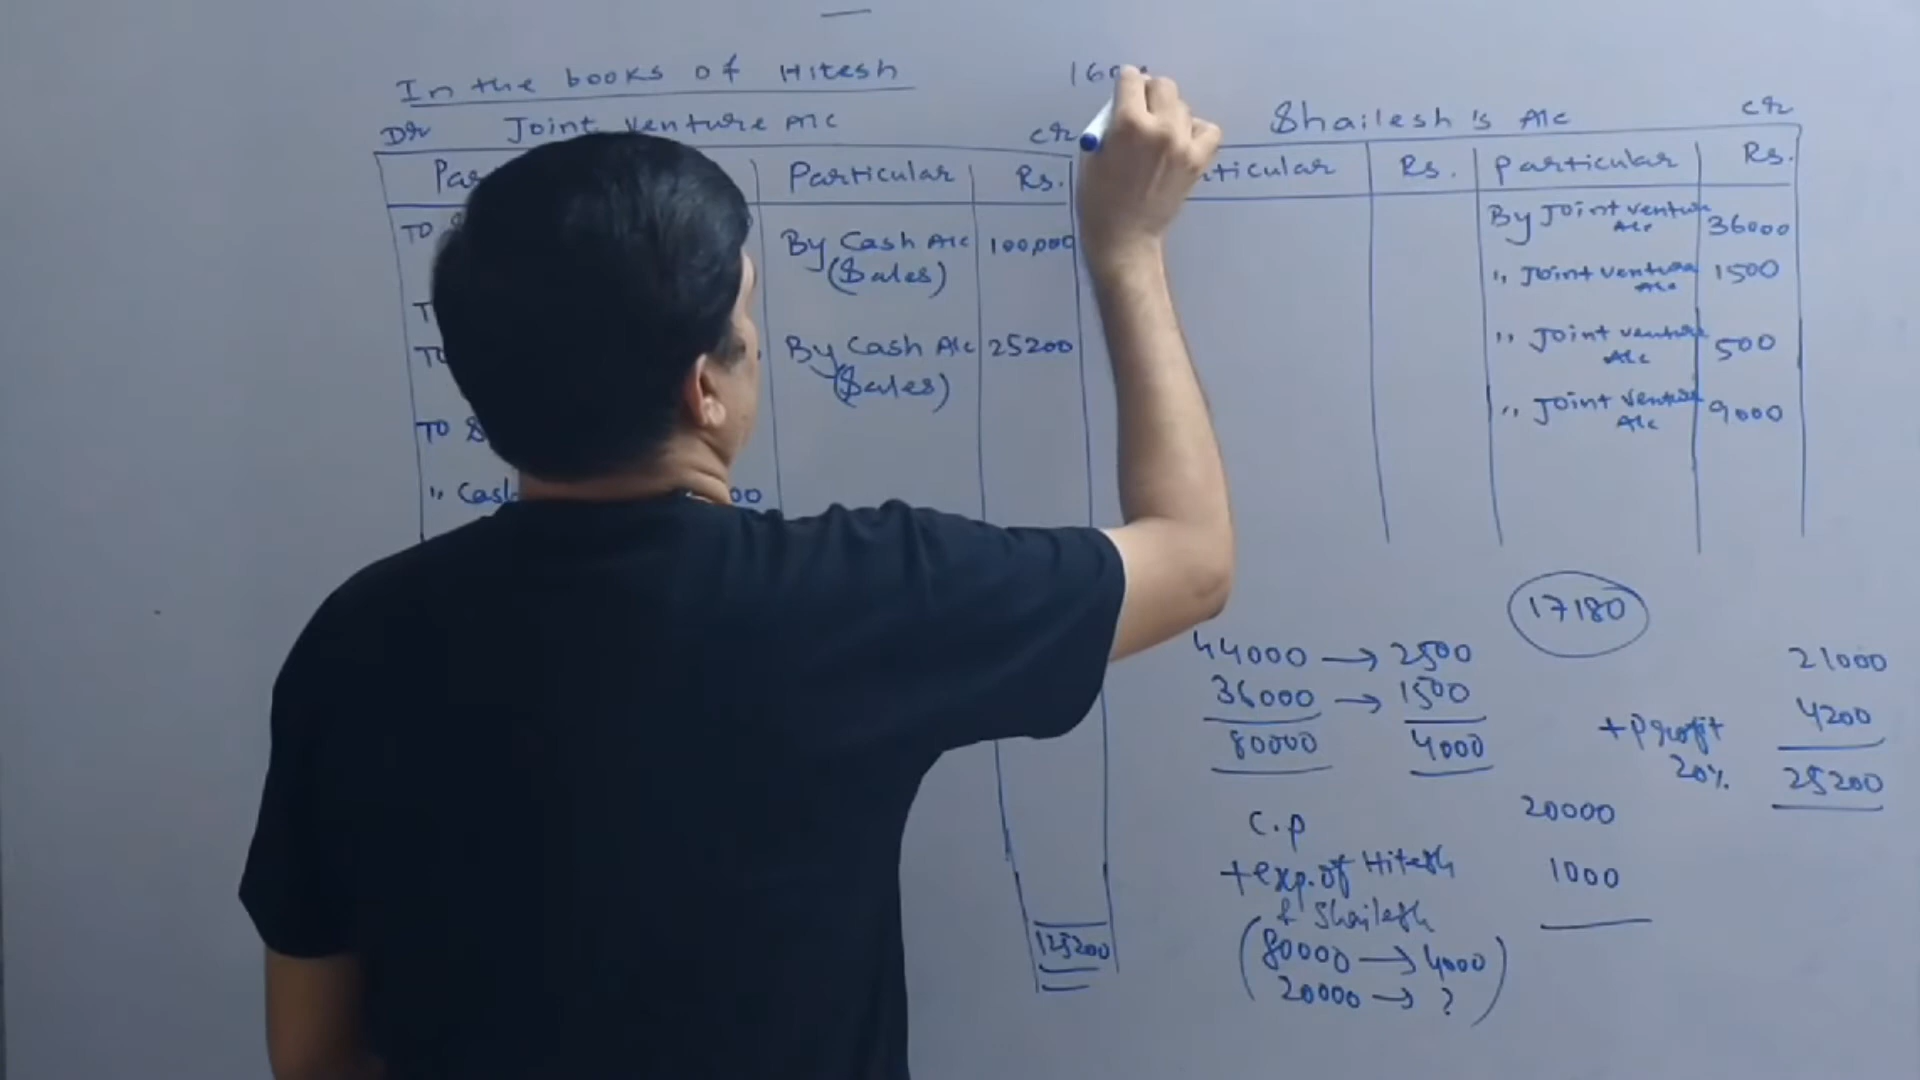 In the books of Hitesh
Dr Joint Venture A/c Cr
Particular Rs.
To
By Cash A/c 100,000
(Sales)
To
By Cash A/c 25200
(Sales)
To
" Cash
125200
Shailesh's A/c Cr
Rs. Particular Rs.
By Joint Venture A/c 36000
" Joint Venture A/c 1500
" Joint Venture A/c 500
" Joint Venture A/c 9000
17180
44000 → 2500
36000 → 1500
80000 4000
C.P 20000
+exp. of Hitesh 1000
& Shailesh
(80000 → 4000
20000 → ?)
21000
+Profit 4200
20% 25200